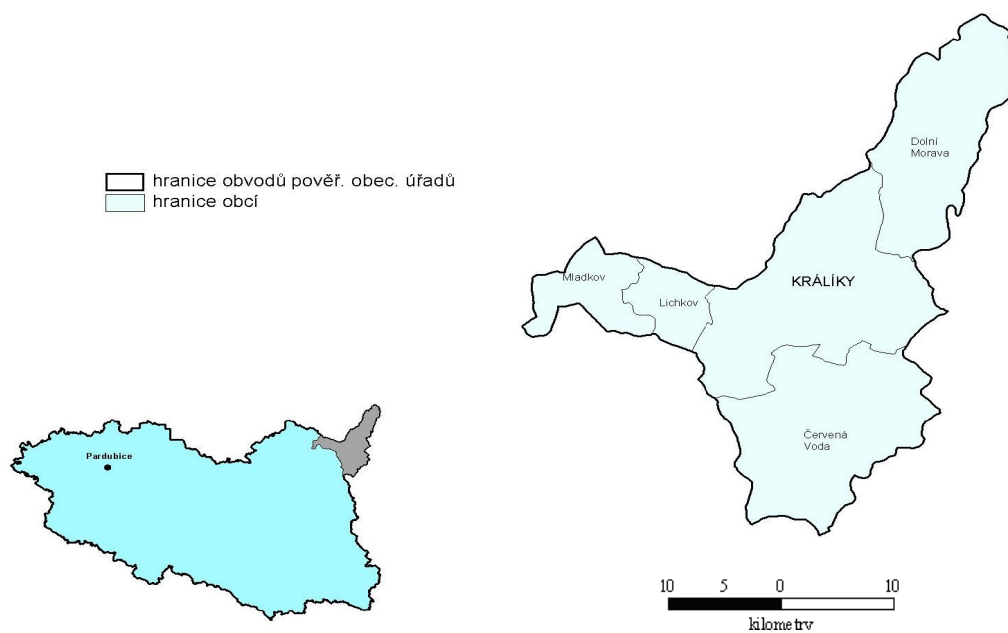 Dolní
Morava
hranice obvodů pověř. obec. úřadů
hranice obcí
Mladkov
Lichkov
KRÁLÍKY
Červená
Voda
Pardubice
10 5 0 10
kilometry